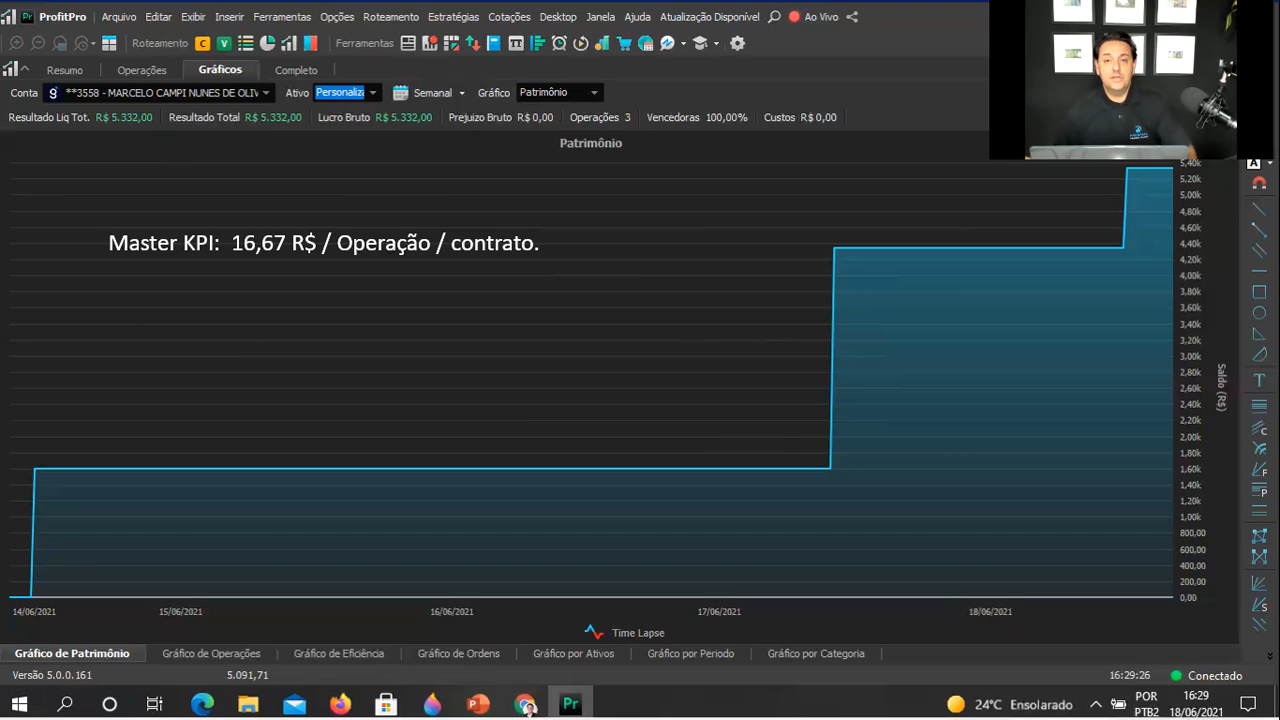 Pr ProfitPro Arquivo Editar Exibir Inserir Ferramentas Opções Roteamento Estratégias Cotações Desktop Janela Ajuda Atualização Disponível Ao Vivo
Roteamento C V Ferramentas
Resumo Operações Gráficos Completo
Conta **3558 - MARCELO CAMPI NUNES DE OLIV Ativo Personaliz Semanal Gráfico Patrimônio
Resultado Liq Tot. R$ 5.332,00 Resultado Total R$ 5.332,00 Lucro Bruto R$ 5.332,00 Prejuizo Bruto R$ 0,00 Operações 3 Vencedoras 100,00% Custos R$ 0,00
Patrimônio
Master KPI: 16,67 R$ / Operação / contrato.
5,40k
5,20k
5,00k
4,80k
4,60k
4,40k
4,20k
4,00k
3,80k
3,60k
3,40k
3,20k
3,00k
2,80k
2,60k
2,40k
2,20k
2,00k
1,80k
1,60k
1,40k
1,20k
1,00k
800,00
600,00
400,00
200,00
0,00
Saldo (R$)
14/06/2021 15/06/2021 16/06/2021 17/06/2021 18/06/2021
Time Lapse
Gráfico de Patrimônio Gráfico de Operações Gráfico de Eficiência Gráfico de Ordens Gráfico por Ativos Gráfico por Periodo Gráfico por Categoria
Versão 5.0.0.161 5.091,71 16:29:26 Conectado
Pr 24°C Ensolarado POR 16:29
PTB2 18/06/2021